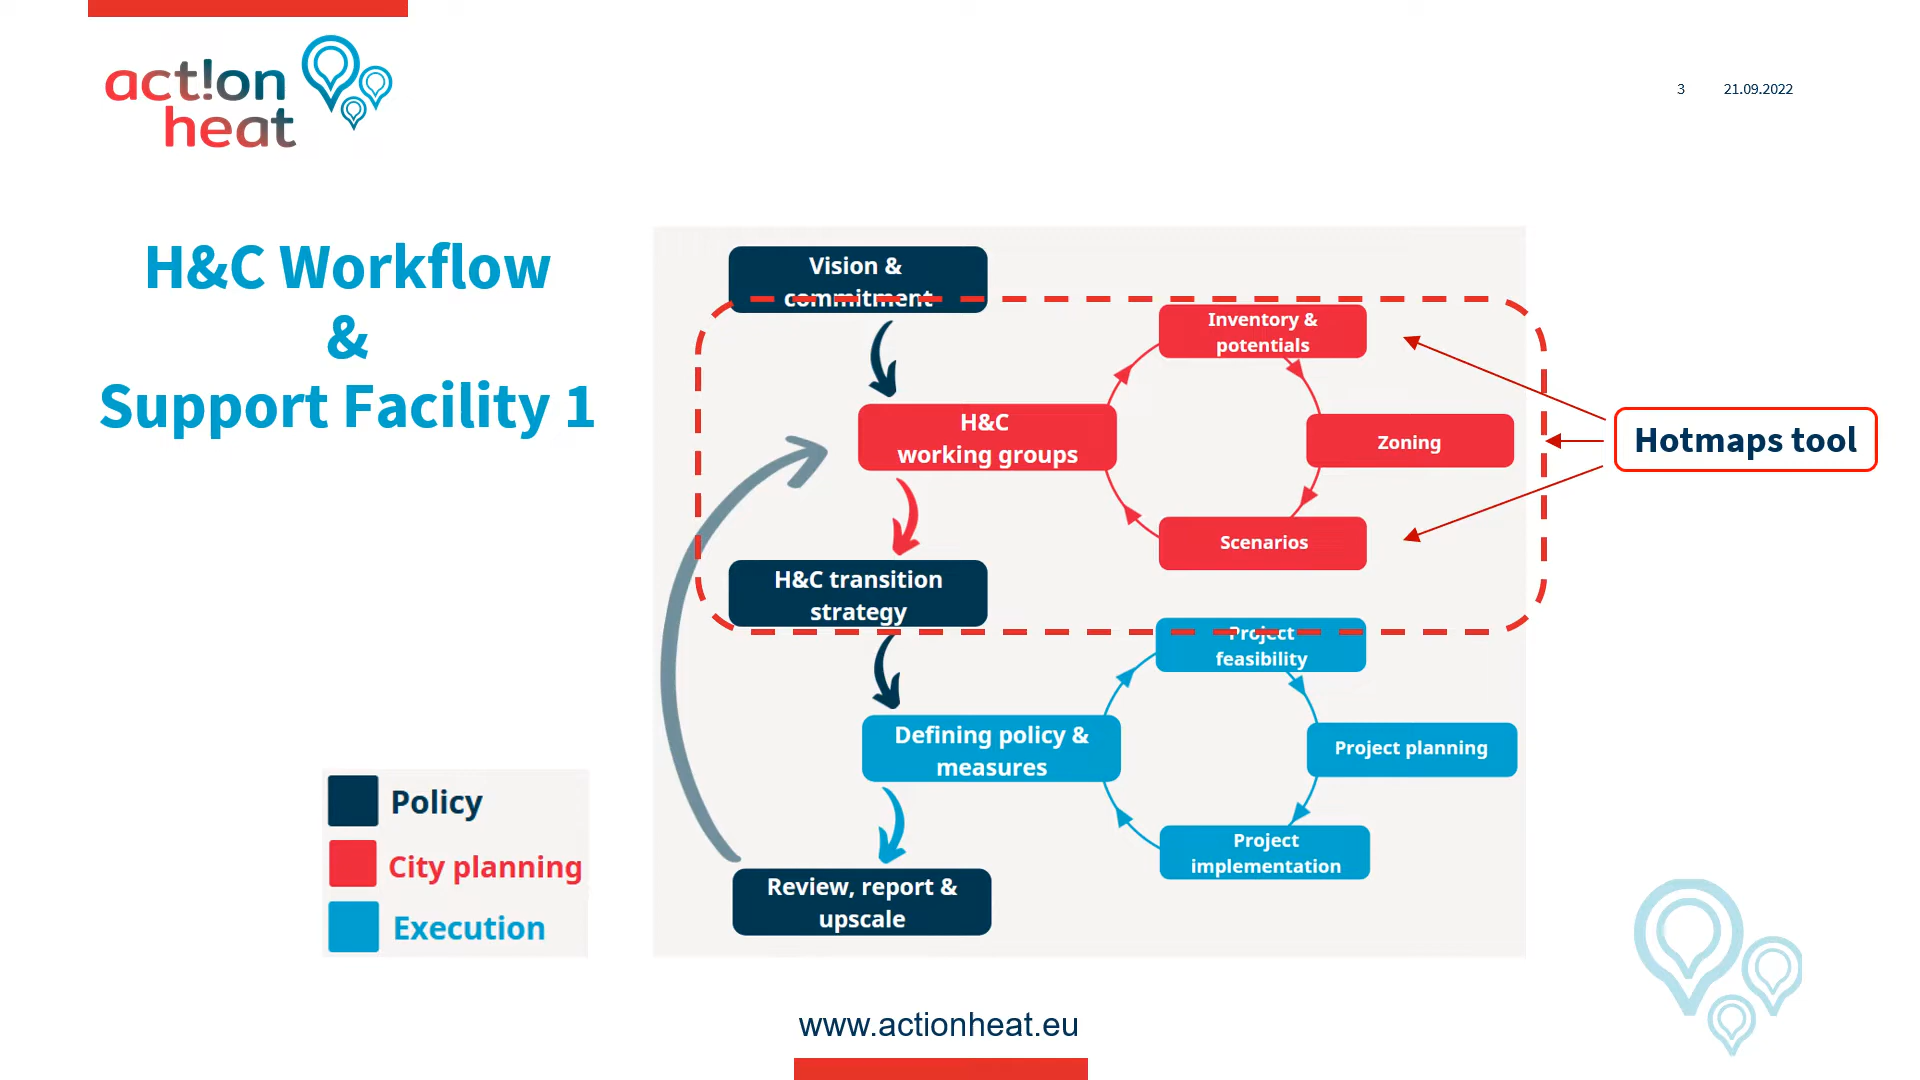 act!on
heat
3 21.09.2022
H&C Workflow
&
Support Facility 1
Vision &
commitment
Inventory &
potentials
H&C
working groups
Zoning
Hotmaps tool
Scenarios
H&C transition
strategy
Project
feasibility
Defining policy &
measures
Project planning
Project
implementation
Review, report &
upscale
Policy
City planning
Execution
www.actionheat.eu